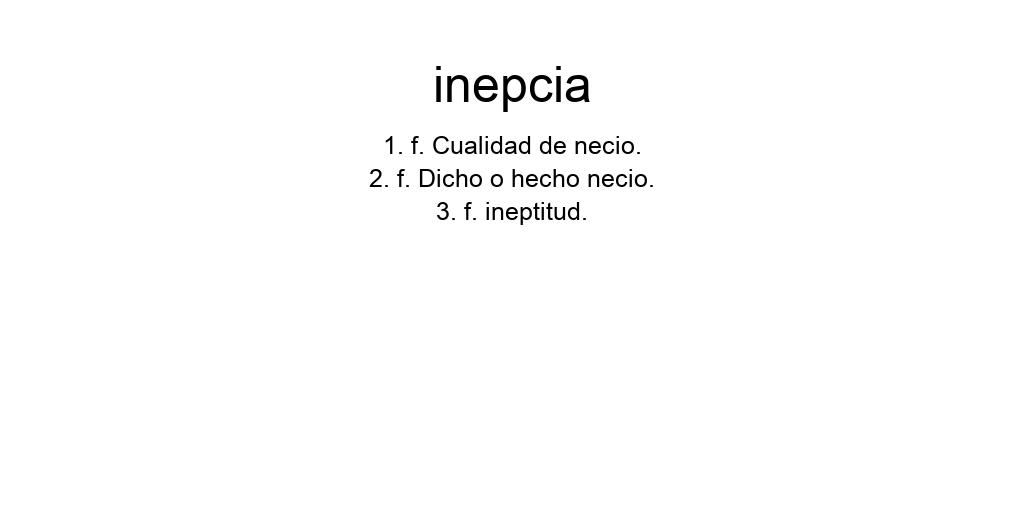 inepcia
1. f. Cualidad de necio.
2. f. Dicho o hecho necio.
3. f. ineptitud.